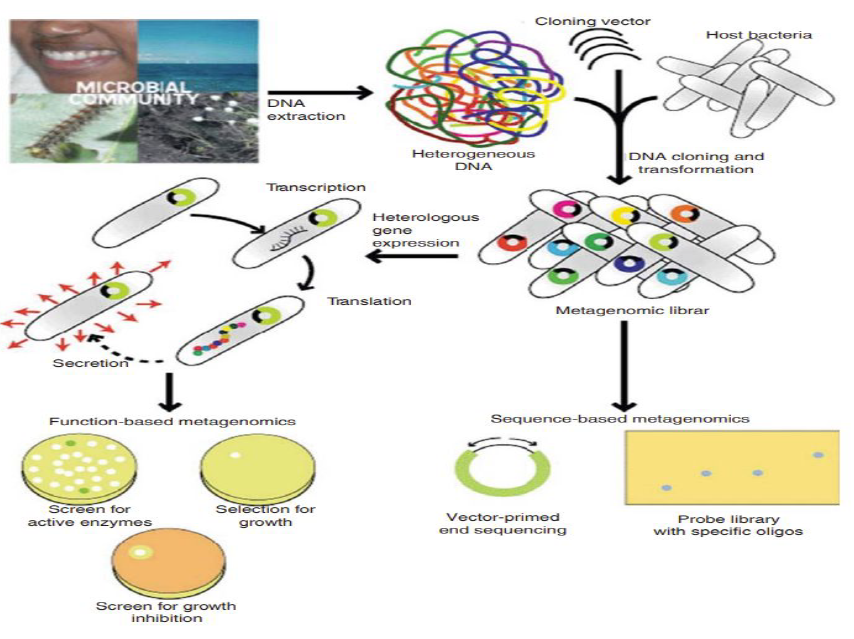 MICROBIAL
COMMUNITY
DNA
extraction
Heterogeneous
DNA
Cloning vector
Host bacteria
DNA cloning and
transformation
Metagenomic librar
Heterologous
gene
expression
Transcription
Translation
Secretion
Function-based metagenomics
Screen for
active enzymes
Selection for
growth
Screen for growth
inhibition
Sequence-based metagenomics
Vector-primed
end sequencing
Probe library
with specific oligos